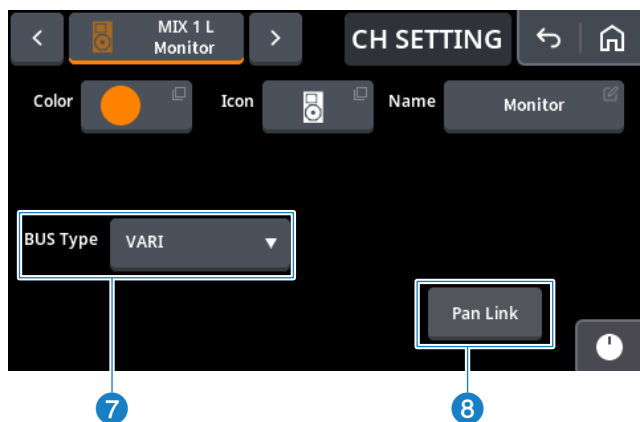 MIX 1 L
Monitor
CH SETTING
Color
Icon
Name
Monitor
BUS Type
VARI
Pan Link
7
8